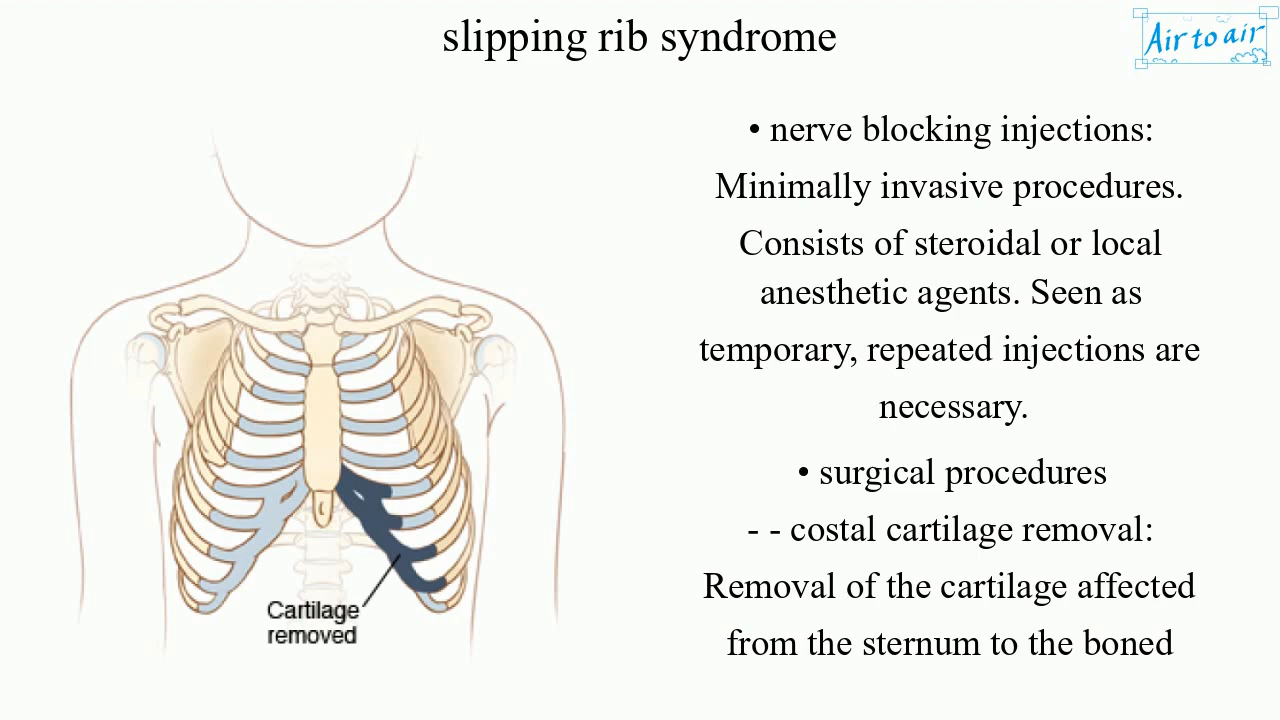 slipping rib syndrome
Air to air
• nerve blocking injections:
Minimally invasive procedures.
Consists of steroidal or local
anesthetic agents. Seen as
temporary, repeated injections are
necessary.
• surgical procedures
- - costal cartilage removal:
Removal of the cartilage affected
from the sternum to the boned
Cartilage
removed